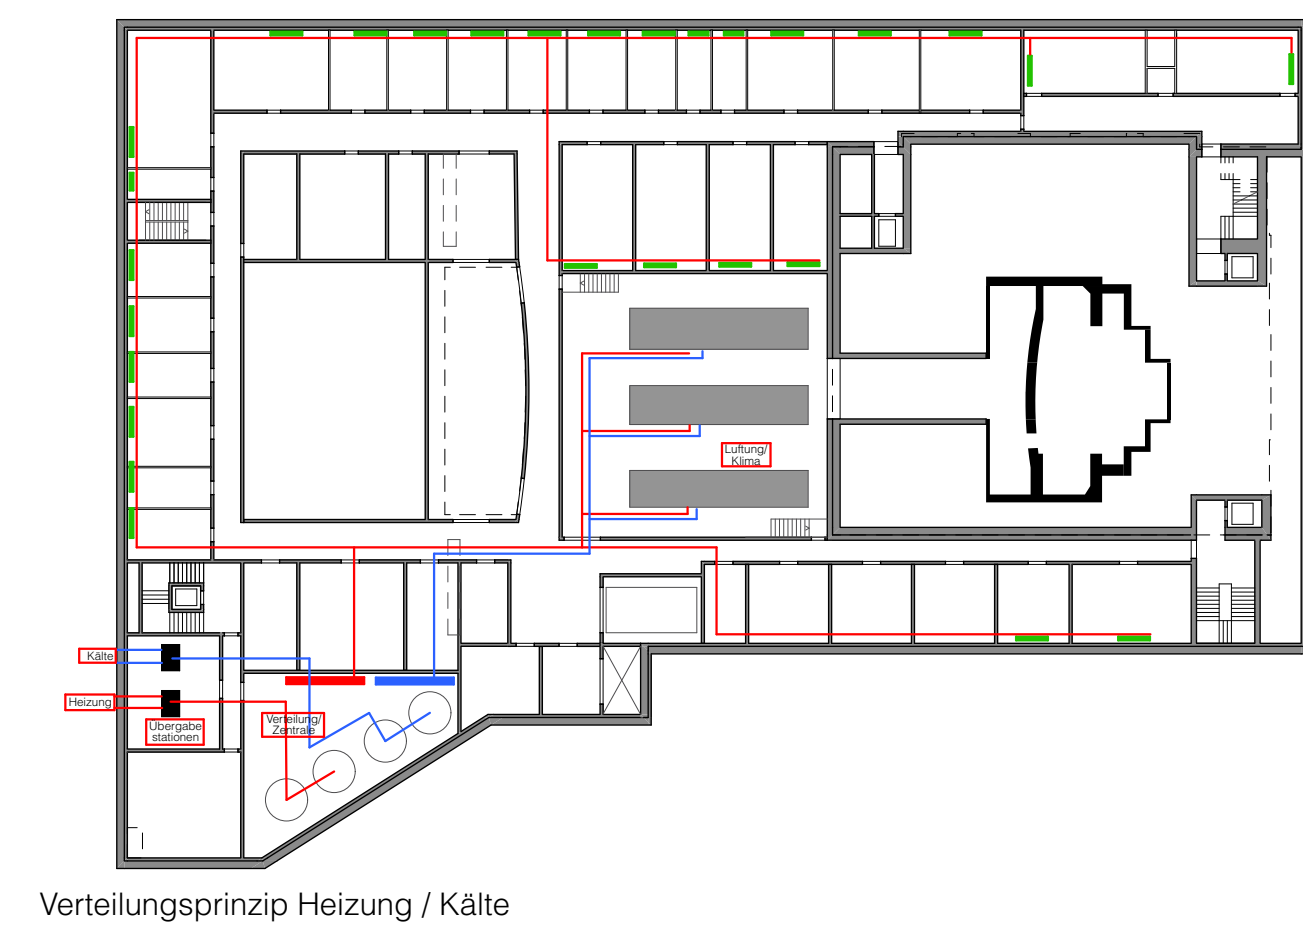 Luftung/
Klima
Kälte
Heizung
Übergabe
stationen
Verteilung/
Zentrale
Verteilungsprinzip Heizung / Kälte